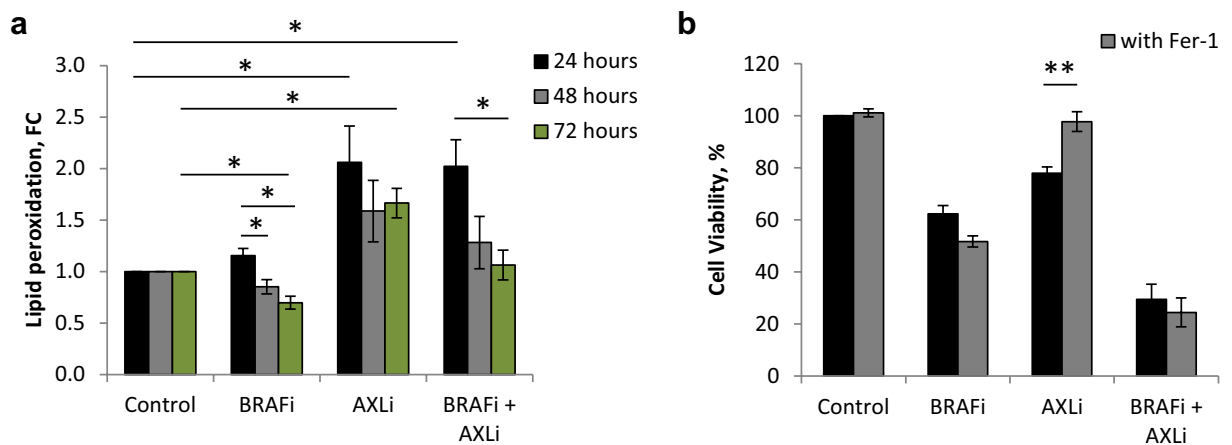 a
Lipid peroxidation, FC
3.0
2.5
2.0
1.5
1.0
0.5
0.0
*
*
*
*
*
*
*
24 hours
48 hours
72 hours
Control
BRAFi
AXLi
BRAFi +
AXLi
b
with Fer-1
Cell Viability, %
120
100
80
60
40
20
0
**
Control
BRAFi
AXLi
BRAFi +
AXLi